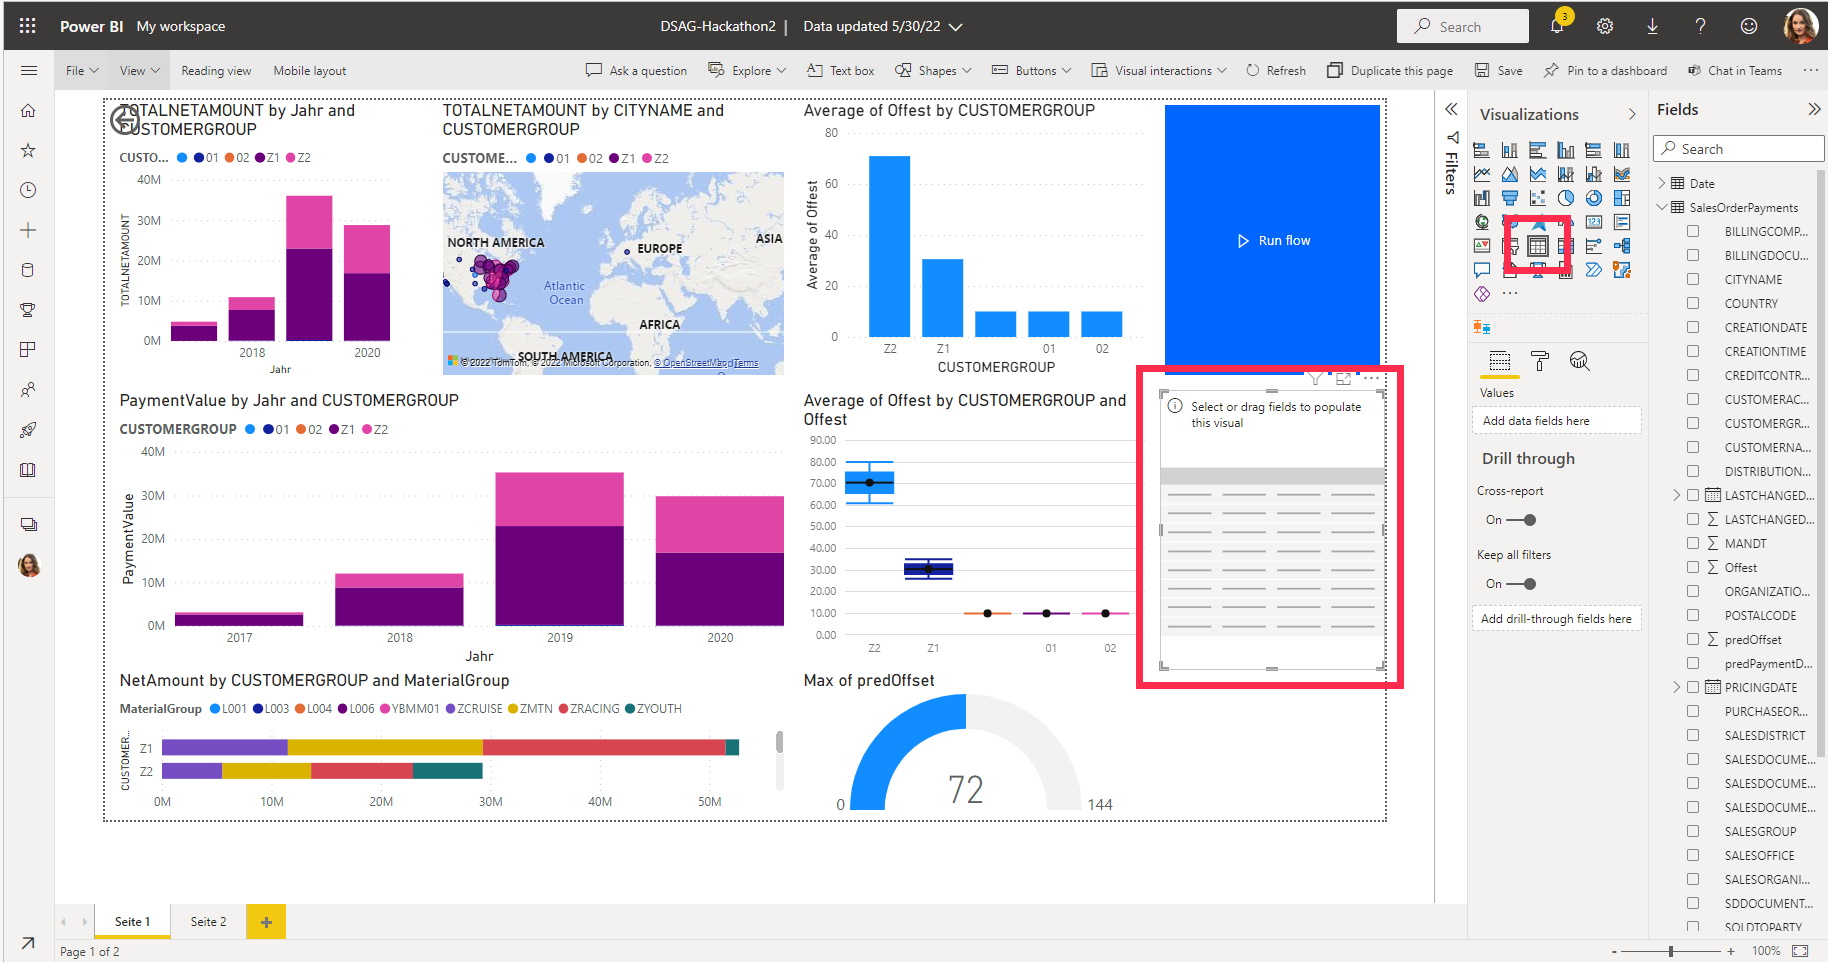 Power BI My workspace
DSAG-Hackathon2 | Data updated 5/30/22
Search
3
File
View
Reading view
Mobile layout
Ask a question
Explore
Text box
Shapes
Buttons
Visual interactions
Refresh
Duplicate this page
Save
Pin to a dashboard
Chat in Teams
TOTALNETAMOUNT by Jahr and
CUSTOMERGROUP
CUSTO... 01 02 Z1 Z2
40M
30M
20M
10M
0M
TOTALNETAMOUNT
2018
2020
Jahr
TOTALNETAMOUNT by CITYNAME and
CUSTOMERGROUP
CUSTOME... 01 02 Z1 Z2
NORTH AMERICA
EUROPE
ASIA
Atlantic
Ocean
AFRICA
SOUTH AMERICA
© 2022 TomTom, © 2022 Microsoft Corporation, © OpenStreetMap Terms
Average of Offest by CUSTOMERGROUP
80
60
40
20
0
Average of Offest
Z2
Z1
01
02
CUSTOMERGROUP
Run flow
PaymentValue by Jahr and CUSTOMERGROUP
CUSTOMERGROUP 01 02 Z1 Z2
40M
30M
20M
10M
0M
PaymentValue
2017
2018
2019
2020
Jahr
Average of Offest by CUSTOMERGROUP and
Offest
90.00
80.00
70.00
60.00
50.00
40.00
30.00
20.00
10.00
0.00
Z2
Z1
01
02
Select or drag fields to populate
this visual
NetAmount by CUSTOMERGROUP and MaterialGroup
MaterialGroup L001 L003 L004 L006 YBMM01 ZCRUISE ZMTN ZRACING ZYOUTH
CUSTOMER...
Z1
Z2
0M
10M
20M
30M
40M
50M
Max of predOffset
72
0
144
Filters
Visualizations
123
Values
Add data fields here
Drill through
Cross-report
On
Keep all filters
On
Add drill-through fields here
Fields
Search
Date
SalesOrderPayments
BILLINGCOMP...
BILLINGDOCU...
CITYNAME
COUNTRY
CREATIONDATE
CREATIONTIME
CREDITCONTR...
CUSTOMERAC...
CUSTOMERGR...
CUSTOMERNA...
DISTRIBUTION...
LASTCHANGED...
LASTCHANGED...
MANDT
Offest
ORGANIZATIO...
POSTALCODE
predOffset
predPaymentD...
PRICINGDATE
PURCHASEOR...
SALESDISTRICT
SALESDOCUME...
SALESDOCUME...
SALESDOCUME...
SALESGROUP
SALESOFFICE
SALESORGANI...
SDDOCUMENT...
SOLDTOPARTY
Seite 1
Seite 2
+
Page 1 of 2
- + 100%